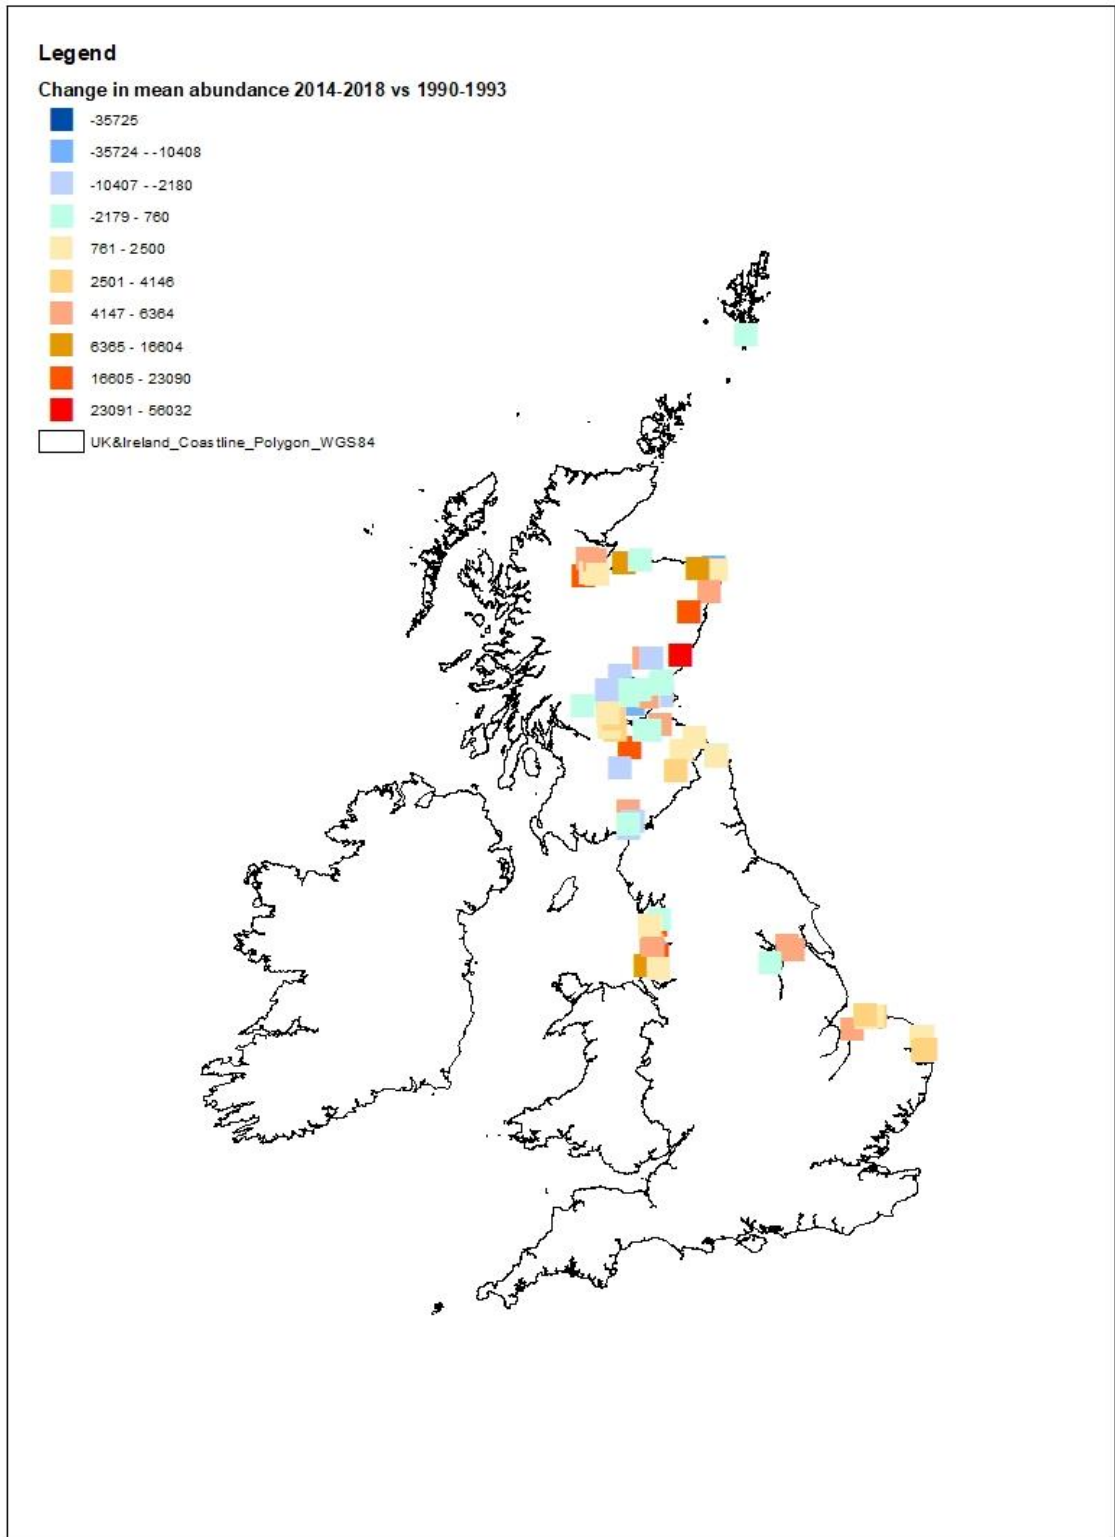 Legend
Change in mean abundance 2014-2018 vs 1990-1993
-35725
-35724 - -10408
-10407 - -2180
-2179 - 760
761 - 2500
2501 - 4146
4147 - 6364
6365 - 16604
16605 - 23090
23091 - 56032
UK&Ireland_Coastline_Polygon_WGS84